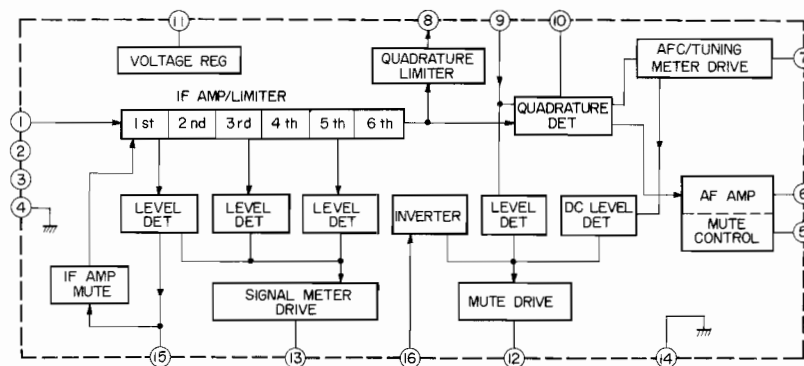 11
8
9
10
VOLTAGE REG
QUADRATURE
LIMITER
AFC/TUNING
METER DRIVE
7
IF AMP/LIMITER
QUADRATURE
DET
1
1st
2nd
3rd
4th
5th
6th
2
3
4
LEVEL
DET
LEVEL
DET
LEVEL
DET
INVERTER
LEVEL
DET
DC LEVEL
DET
AF AMP
6
MUTE
CONTROL
5
IF AMP
MUTE
SIGNAL METER
DRIVE
MUTE DRIVE
15
13
16
12
14